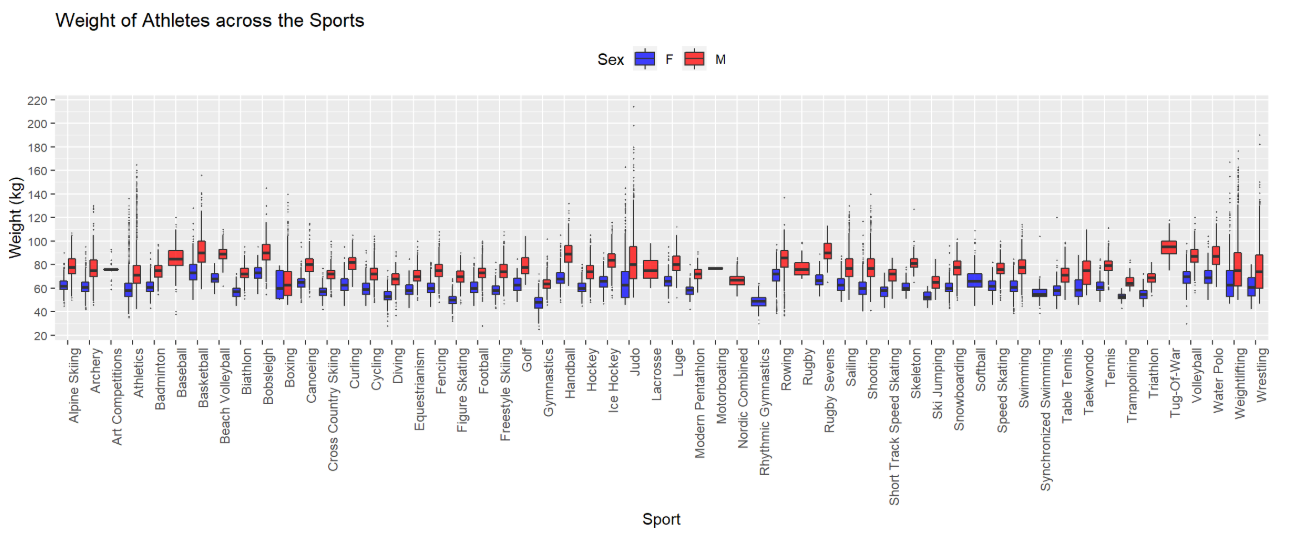 Weight of Athletes across the Sports
Sex F M
Weight (kg)
220
200
180
160
140
120
100
80
60
40
20
Alpine Skiing
Archery
Art Competitions
Athletics
Badminton
Baseball
Basketball
Beach Volleyball
Biathlon
Bobsleigh
Boxing
Canoeing
Cross Country Skiing
Curling
Cycling
Diving
Equestrianism
Fencing
Figure Skating
Football
Freestyle Skiing
Golf
Gymnastics
Handball
Hockey
Ice Hockey
Judo
Lacrosse
Luge
Modern Pentathlon
Motorboating
Nordic Combined
Rhythmic Gymnastics
Rowing
Rugby
Rugby Sevens
Sailing
Shooting
Short Track Speed Skating
Skeleton
Ski Jumping
Snowboarding
Softball
Speed Skating
Swimming
Synchronized Swimming
Table Tennis
Taekwondo
Tennis
Trampolining
Triathlon
Tug-Of-War
Volleyball
Water Polo
Weightlifting
Wrestling
Sport